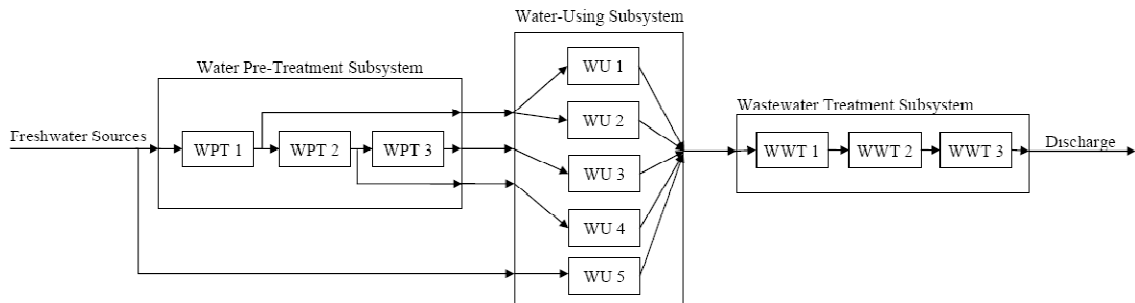 Water-Using Subsystem
Water Pre-Treatment Subsystem
WU 1
Wastewater Treatment Subsystem
WU 2
Freshwater Sources
WPT 1
WPT 2
WPT 3
WU 3
WWT 1
WWT 2
WWT 3
Discharge
WU 4
WU 5